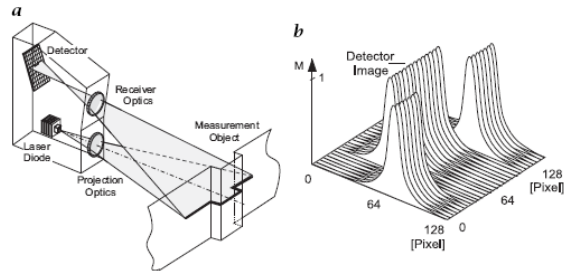 a
Detector
Receiver
Optics
Measurement
Object
Laser
Diode
Projection
Optics
b
M
1
Detector
Image
0
64
128
[Pixel]
0
64
128
[Pixel]